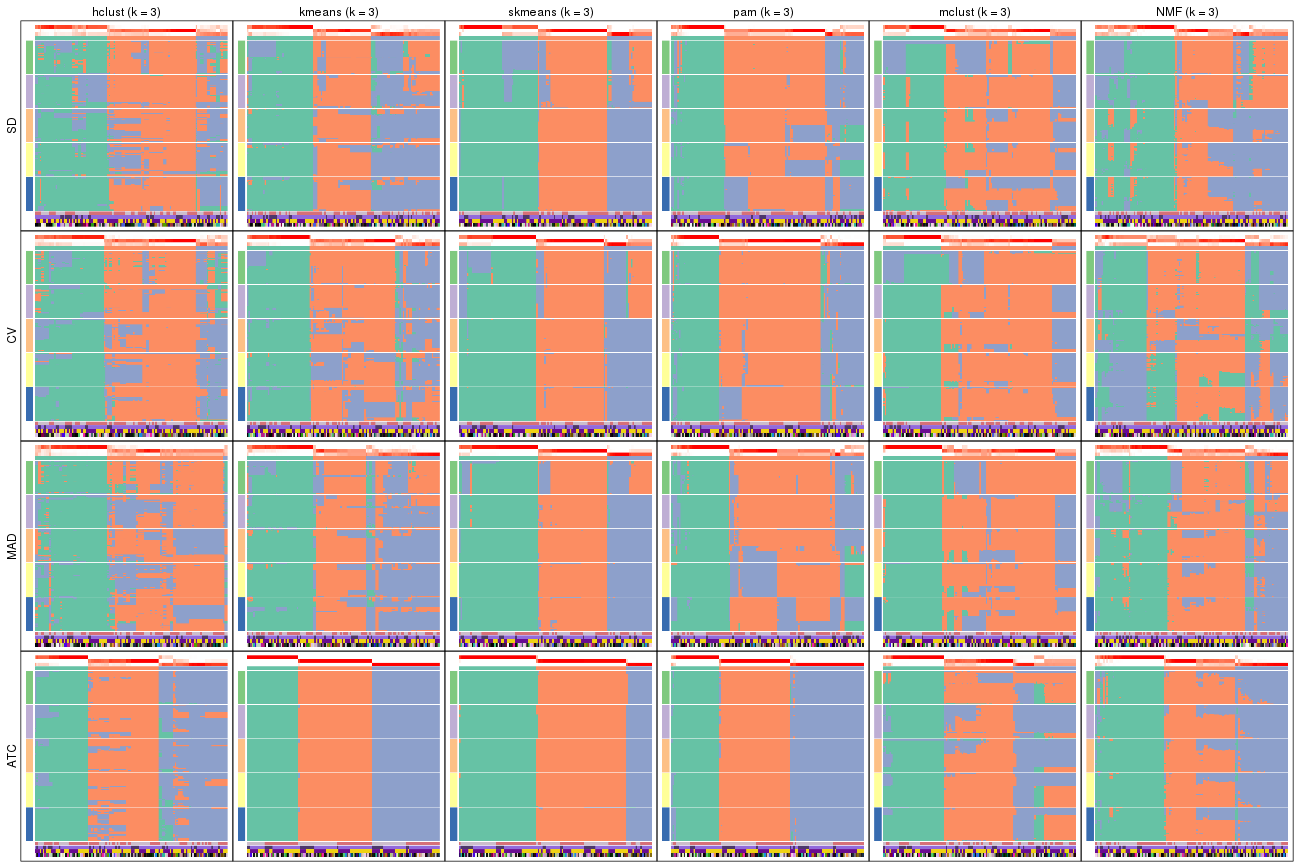 hclust (k = 3) kmeans (k = 3) skmeans (k = 3) pam (k = 3) mclust (k = 3) NMF (k = 3)
SD
CV
MAD
ATC